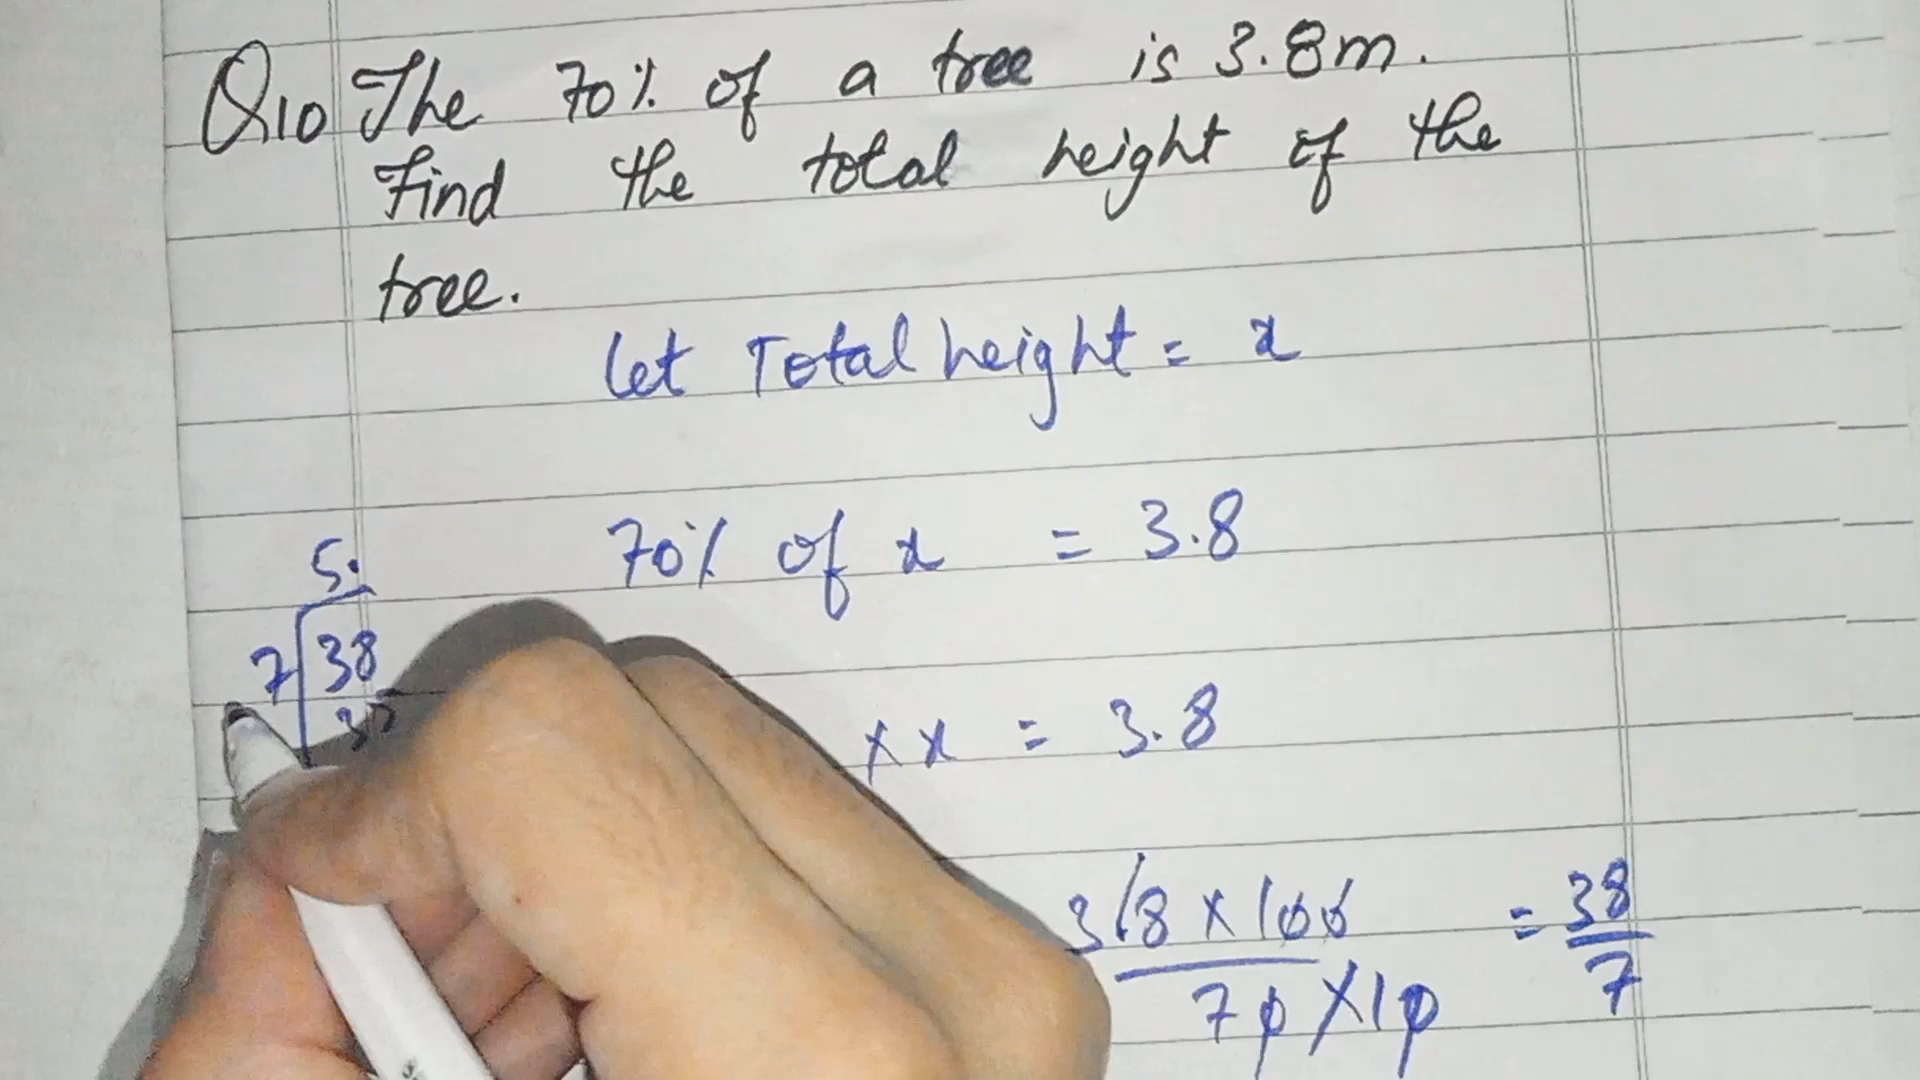 Q10 The 70% of a tree is 3.8m.
Find the total height of the
tree.
Let Total height = x
70% of x = 3.8
5.
7 38
35
× x = 3.8
3/8 × 100 = 38
70 × 10 7